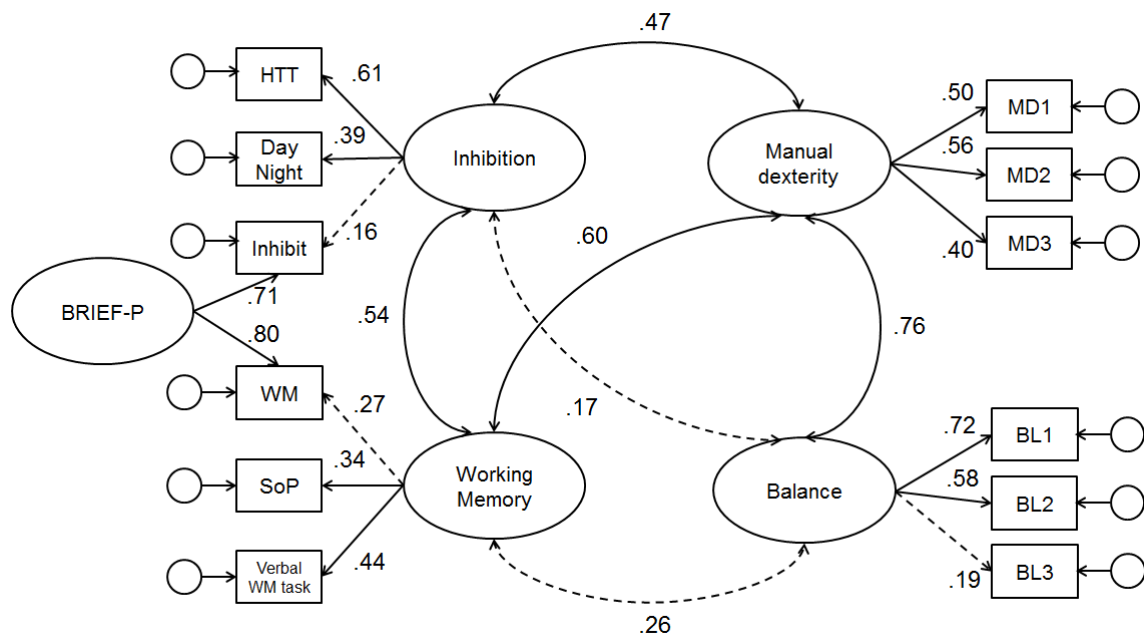 .47
HTT
.61
.50
MD1
Day
Night
.39
Inhibition
Manual
dexterity
.56
MD2
Inhibit
.16
.60
MD3
.40
BRIEF-P
.71
.80
.54
.76
WM
.27
.17
.72
BL1
SoP
.34
Working
Memory
Balance
.58
BL2
Verbal
WM task
.44
BL3
.19
.26